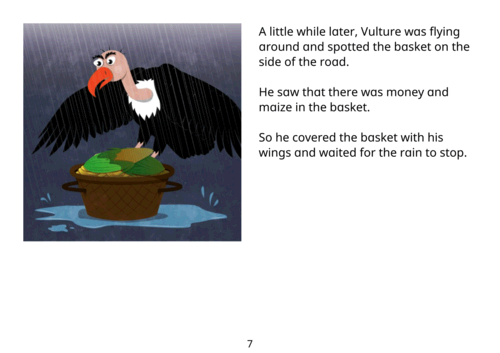 A little while later, Vulture was flying
around and spotted the basket on the
side of the road.
He saw that there was money and
maize in the basket.
So he covered the basket with his
wings and waited for the rain to stop.
7